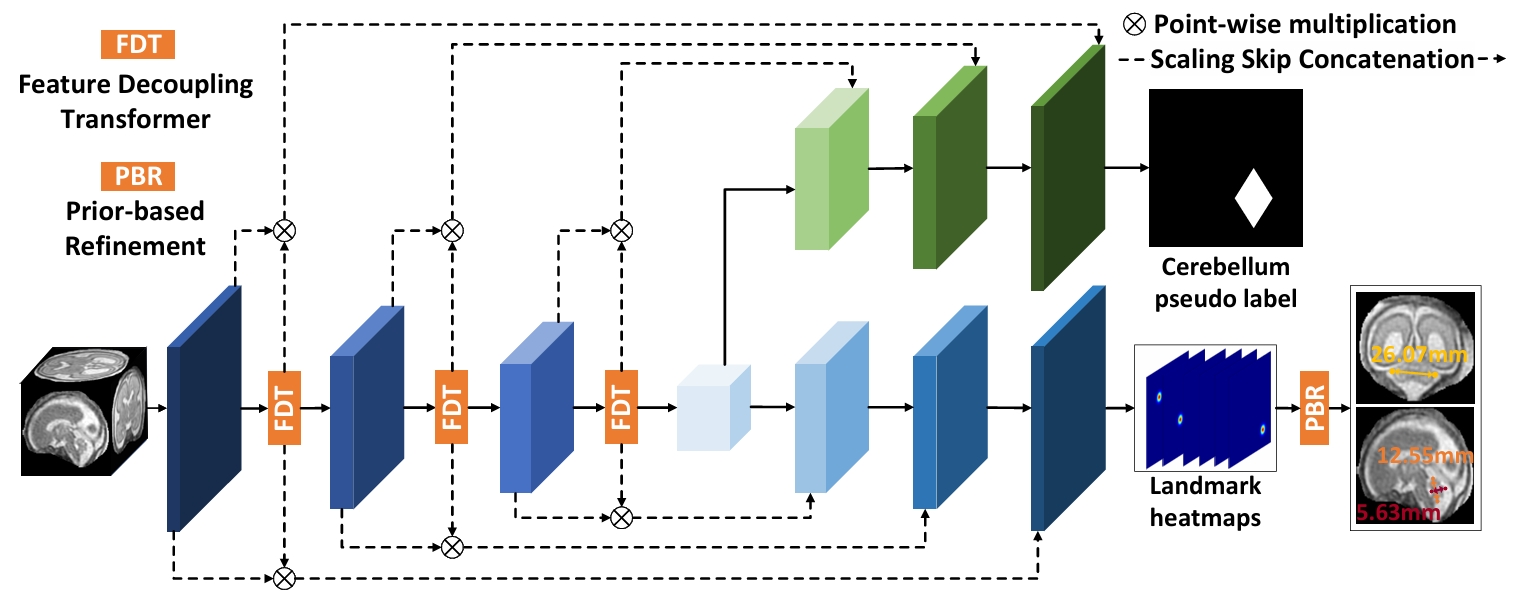 FDT
Feature Decoupling
Transformer
PBR
Prior-based
Refinement
Point-wise multiplication
Scaling Skip Concatenation
Cerebellum
pseudo label
FDT
FDT
FDT
Landmark
heatmaps
PBR
26.07mm
12.55mm
5.63mm